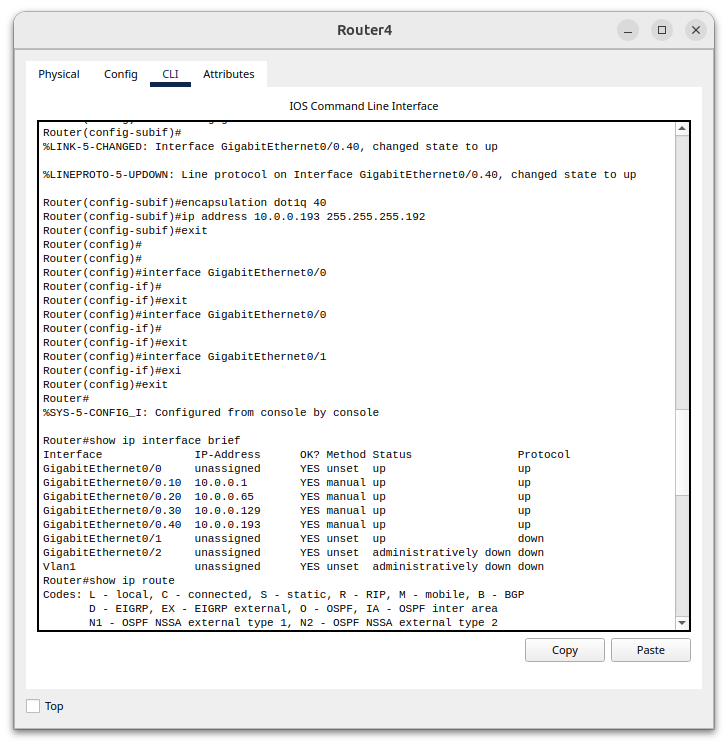 Router4
Physical Config CLI Attributes
IOS Command Line Interface
Router(config-subif)#
%LINK-5-CHANGED: Interface GigabitEthernet0/0.40, changed state to up
%LINEPROTO-5-UPDOWN: Line protocol on Interface GigabitEthernet0/0.40, changed state to up
Router(config-subif)#encapsulation dot1q 40
Router(config-subif)#ip address 10.0.0.193 255.255.255.192
Router(config-subif)#exit
Router(config)#
Router(config)#
Router(config)#interface GigabitEthernet0/0
Router(config-if)#
Router(config-if)#exit
Router(config)#interface GigabitEthernet0/0
Router(config-if)#
Router(config-if)#exit
Router(config)#interface GigabitEthernet0/1
Router(config-if)#exi
Router(config)#exit
Router#
%SYS-5-CONFIG_I: Configured from console by console
Router#show ip interface brief
Interface IP-Address OK? Method Status Protocol
GigabitEthernet0/0 unassigned YES unset up up
GigabitEthernet0/0.10 10.0.0.1 YES manual up up
GigabitEthernet0/0.20 10.0.0.65 YES manual up up
GigabitEthernet0/0.30 10.0.0.129 YES manual up up
GigabitEthernet0/0.40 10.0.0.193 YES manual up up
GigabitEthernet0/1 unassigned YES unset up down
GigabitEthernet0/2 unassigned YES unset administratively down down
Vlan1 unassigned YES unset administratively down down
Router#show ip route
Codes: L - local, C - connected, S - static, R - RIP, M - mobile, B - BGP
D - EIGRP, EX - EIGRP external, O - OSPF, IA - OSPF inter area
N1 - OSPF NSSA external type 1, N2 - OSPF NSSA external type 2
Copy Paste
Top